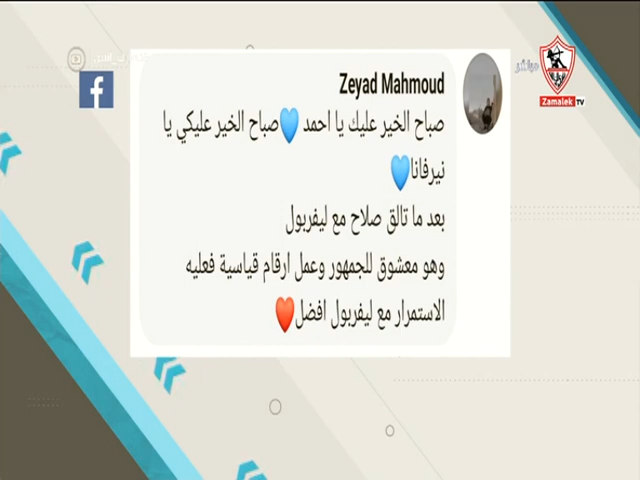 مباشر
Zamalek TV
Zeyad Mahmoud
صباح الخير عليك يا احمد 💙صباح الخير عليكي يا
نيرفانا💙
بعد ما تالق صلاح مع ليفربول
وهو معشوق للجمهور وعمل ارقام قياسية فعليه
الاستمرار مع ليفربول افضل❤️